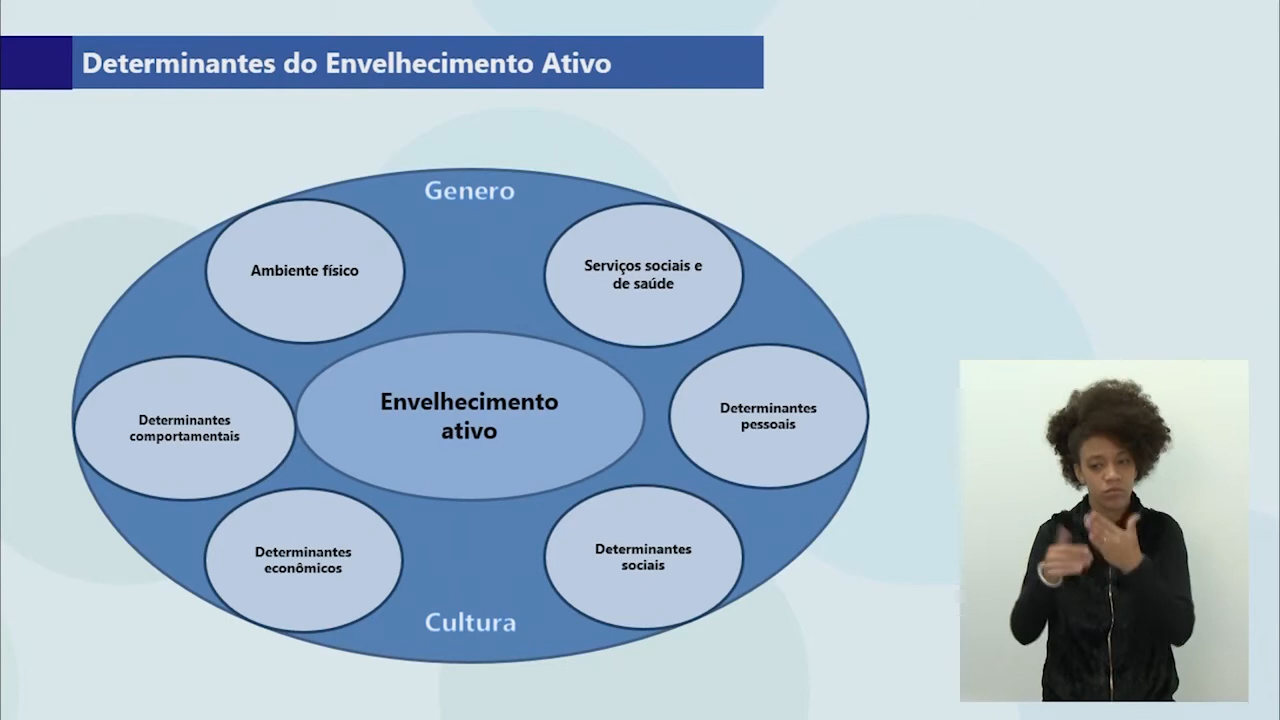 Determinantes do Envelhecimento Ativo
Genero
Ambiente físico
Serviços sociais e
de saúde
Envelhecimento
ativo
Determinantes
comportamentais
Determinantes
pessoais
Determinantes
econômicos
Determinantes
sociais
Cultura